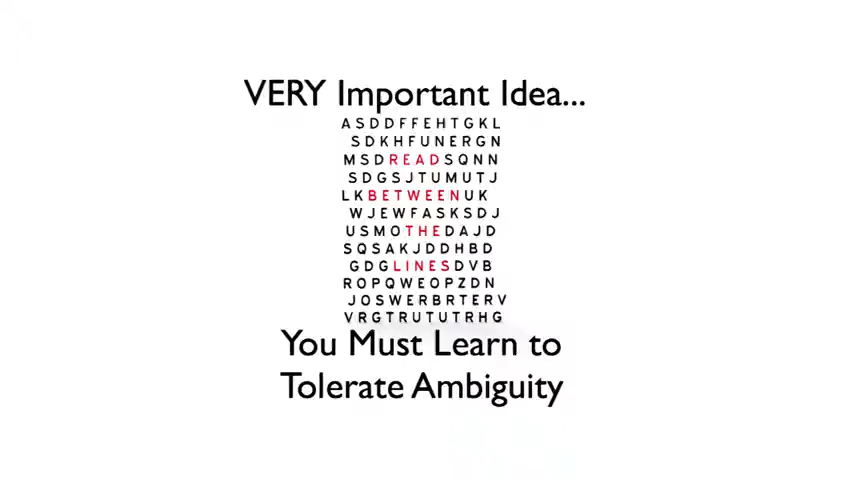 VERY Important Idea...
ASDDFFEHTGKL
SDKHFUNERGN
MSDREADSQNN
SDGSJTUMUTJ
LKBETWEENUK
WJEWFASKSDJ
USMOTHEDAJD
SQSAKJDDHBD
GDGLINESDVB
ROPQWEOPZDN
JOSWERBRTERV
VRGTRUTUTRHG
You Must Learn to
Tolerate Ambiguity